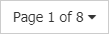 Page 1 of 8